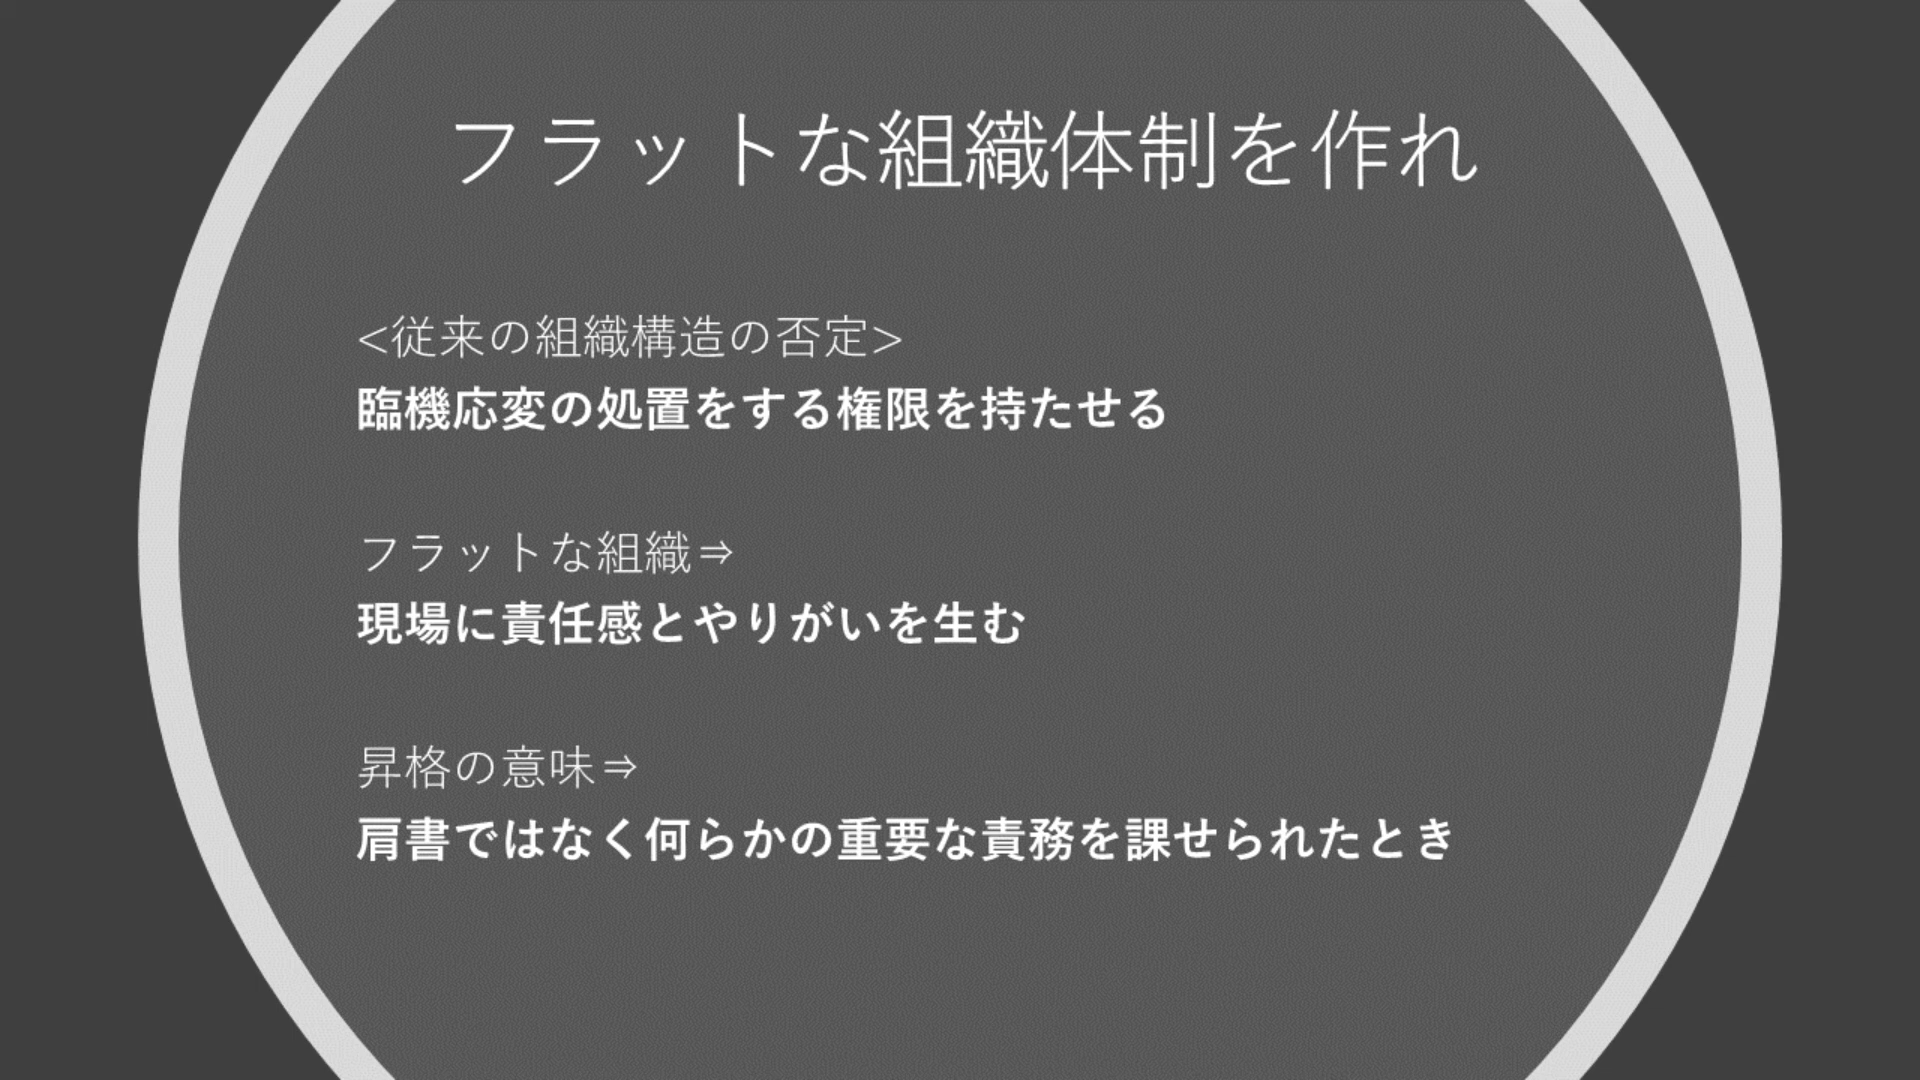 フラットな組織体制を作れ
<従来の組織構造の否定>
臨機応変の処置をする権限を持たせる
フラットな組織⇒
現場に責任感とやりがいを生む
昇格の意味⇒
肩書ではなく何らかの重要な責務を課せられたとき